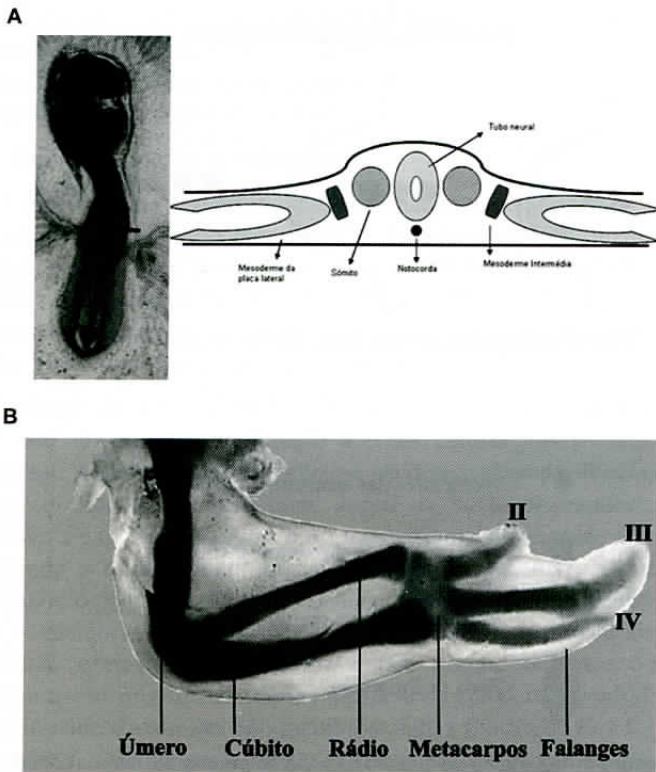 A
Tubo neural
Mesoderme da
placa lateral
Sómito
Notocorda
Mesoderme Intermédia
B
II
III
IV
Úmero Cúbito Rádio Metacarpos Falanges